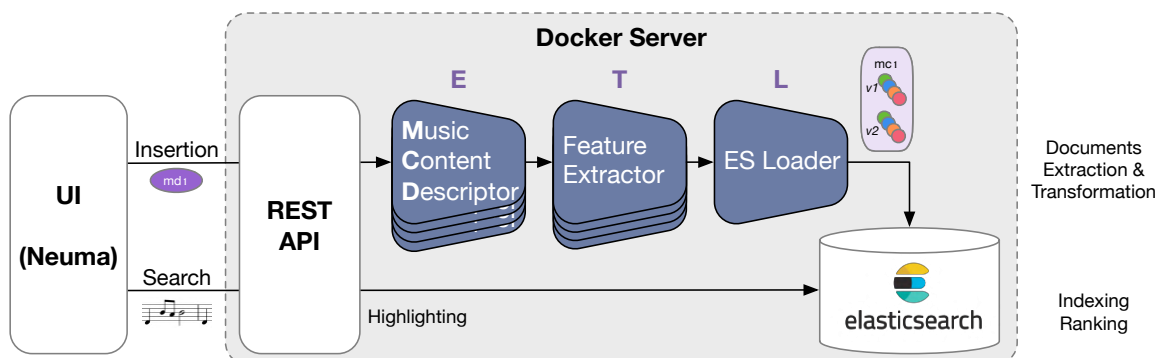 Docker Server
E T L
mc1
v1
v2
UI
(Neuma)
Insertion
md1
Search
REST
API
Music
Content
Descriptor
Feature
Extractor
ES Loader
Highlighting
elasticsearch
Documents
Extraction &
Transformation
Indexing
Ranking